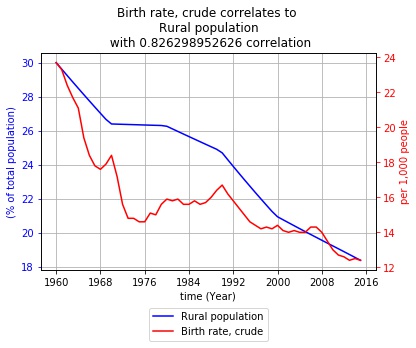 Birth rate, crude correlates to
Rural population
with 0.826298952626 correlation
30
28
26
24
22
20
18
(% of total population)
24
22
20
18
16
14
12
per 1,000 people
1960
1968
1976
1984
1992
2000
2008
2016
time (Year)
Rural population
Birth rate, crude